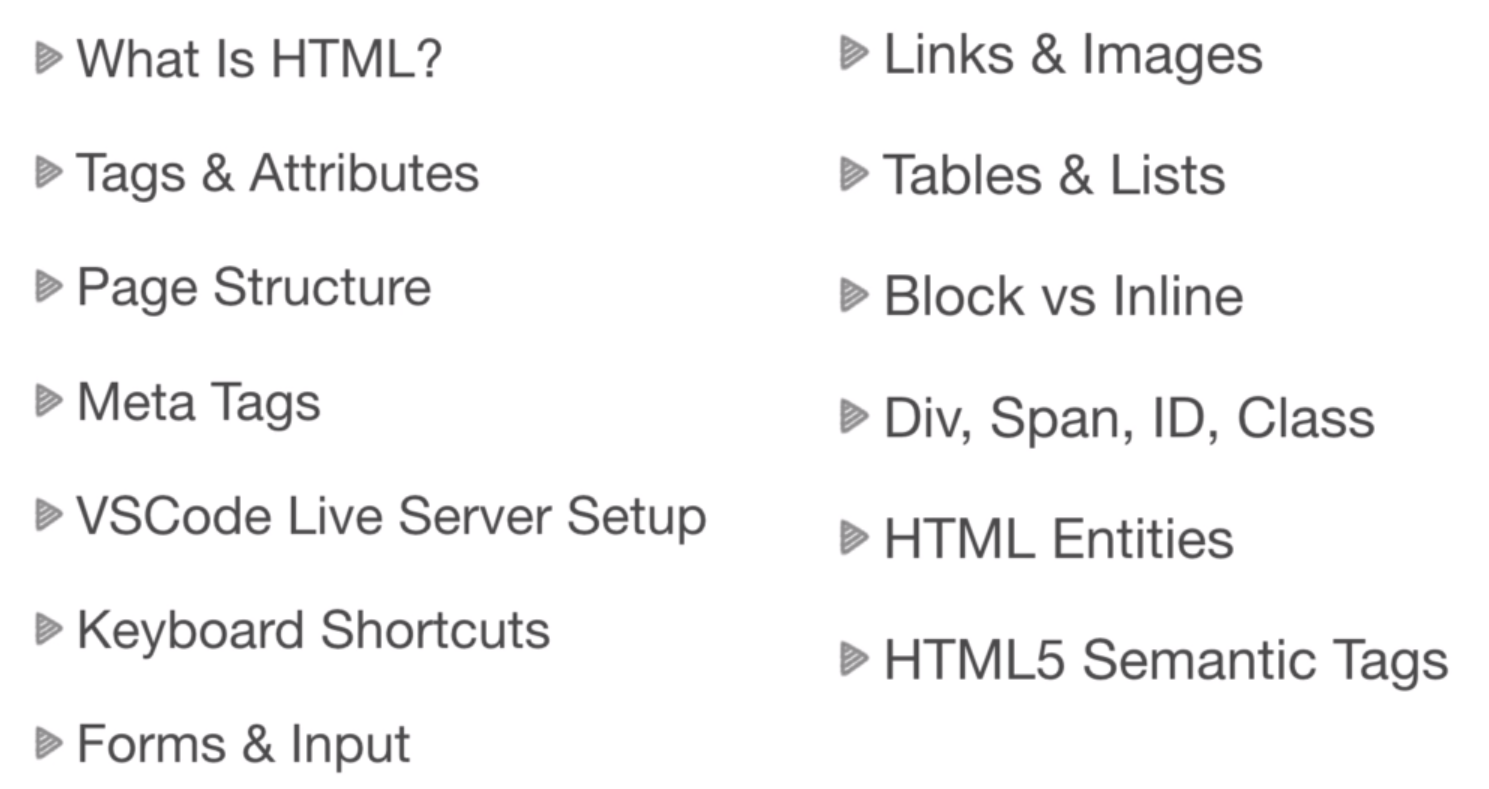 What Is HTML?
Tags & Attributes
Page Structure
Meta Tags
VSCode Live Server Setup
Keyboard Shortcuts
Forms & Input
Links & Images
Tables & Lists
Block vs Inline
Div, Span, ID, Class
HTML Entities
HTML5 Semantic Tags